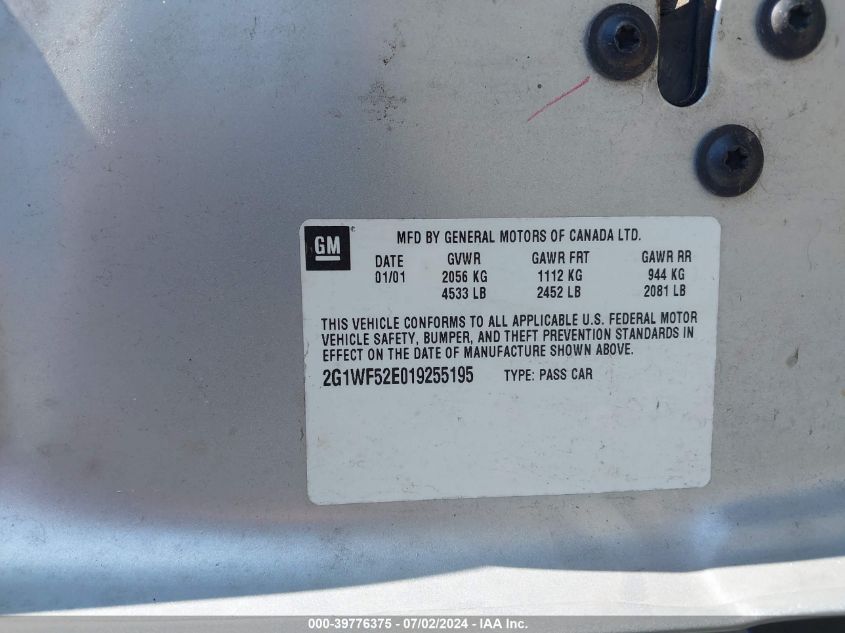 GM
MFD BY GENERAL MOTORS OF CANADA LTD.
DATE GVWR GAWR FRT GAWR RR
01/01 2056 KG 1112 KG 944 KG
4533 LB 2452 LB 2081 LB
THIS VEHICLE CONFORMS TO ALL APPLICABLE U.S. FEDERAL MOTOR
VEHICLE SAFETY, BUMPER, AND THEFT PREVENTION STANDARDS IN
EFFECT ON THE DATE OF MANUFACTURE SHOWN ABOVE.
2G1WF52E019255195 TYPE: PASS CAR
000-39776375 - 07/02/2024 - IAA Inc.